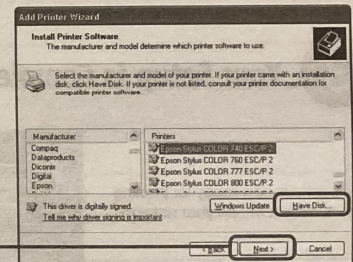 Add Printer Wizard
Install Printer Software
The manufacturer and model determine which printer software to use.
Select the manufacturer and model of your printer. If your printer came with an installation
disk, click Have Disk. If your printer is not listed, consult your printer documentation for
compatible printer software.
Manufacturer
Compaq
Dataproducts
Diconix
Digital
Epson
Printers
Epson Stylus COLOR 740 ESC/P 2
Epson Stylus COLOR 760 ESC/P 2
Epson Stylus COLOR 777 ESC/P 2
Epson Stylus COLOR 800 ESC/P 2
This driver is digitally signed.
Tell me why driver signing is important
Windows Update
Have Disk...
< Back
Next >
Cancel